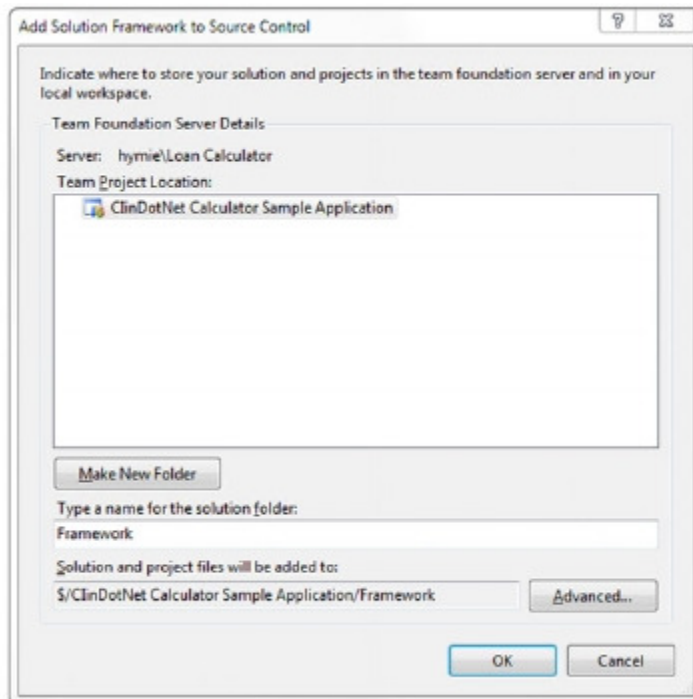 Add Solution Framework to Source Control
Indicate where to store your solution and projects in the team foundation server and in your
local workspace.
Team Foundation Server Details
Server: hymie\Loan Calculator
Team Project Location:
ClinDotNet Calculator Sample Application
Make New Folder
Type a name for the solution folder:
Framework
Solution and project files will be added to:
$/ClinDotNet Calculator Sample Application/Framework
Advanced...
OK Cancel